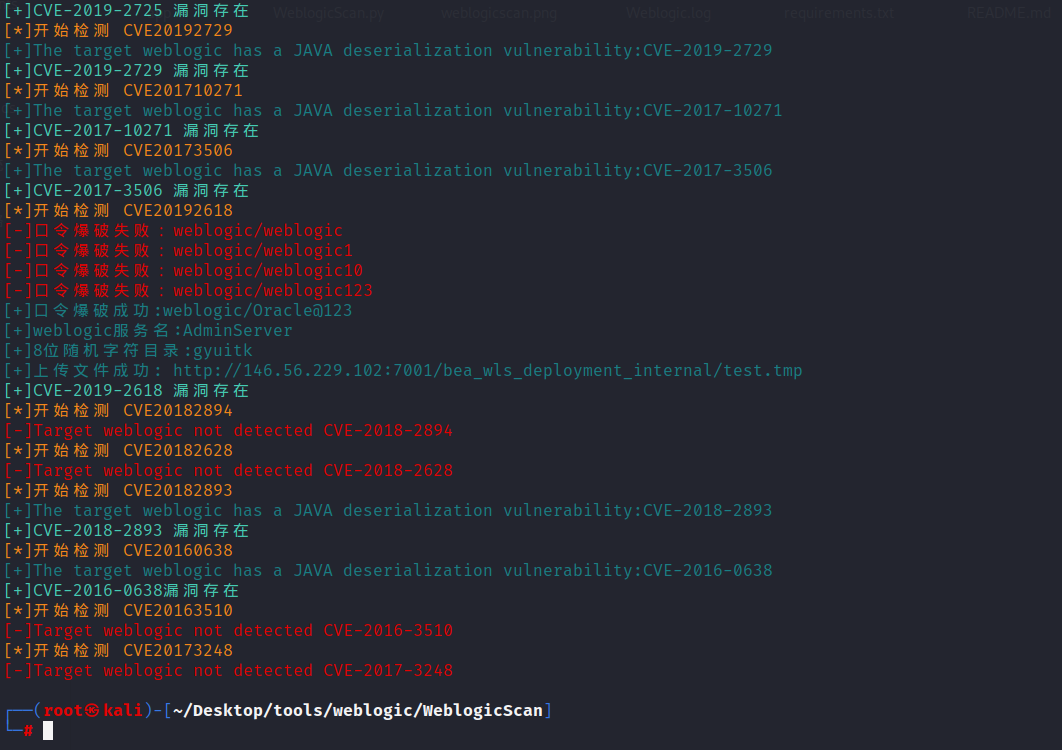 [+]CVE-2019-2725 漏洞存在
WeblogicScan.py weblogicscan.png Weblogic.log requirements.txt README.md
[*]开始检测 CVE20192729
[+]The target weblogic has a JAVA deserialization vulnerability:CVE-2019-2729
[+]CVE-2019-2729 漏洞存在
[*]开始检测 CVE201710271
[+]The target weblogic has a JAVA deserialization vulnerability:CVE-2017-10271
[+]CVE-2017-10271 漏洞存在
[*]开始检测 CVE20173506
[+]The target weblogic has a JAVA deserialization vulnerability:CVE-2017-3506
[+]CVE-2017-3506 漏洞存在
[*]开始检测 CVE20192618
[-]口令爆破失败：weblogic/weblogic
[-]口令爆破失败：weblogic/weblogic1
[-]口令爆破失败：weblogic/weblogic10
[-]口令爆破失败：weblogic/weblogic123
[+]口令爆破成功:weblogic/Oracle@123
[+]weblogic服务名:AdminServer
[+]8位随机字符目录:gyuitk
[+]上传文件成功: http://146.56.229.102:7001/bea_wls_deployment_internal/test.tmp
[+]CVE-2019-2618 漏洞存在
[*]开始检测 CVE20182894
[-]Target weblogic not detected CVE-2018-2894
[*]开始检测 CVE20182628
[-]Target weblogic not detected CVE-2018-2628
[*]开始检测 CVE20182893
[+]The target weblogic has a JAVA deserialization vulnerability:CVE-2018-2893
[+]CVE-2018-2893 漏洞存在
[*]开始检测 CVE20160638
[+]The target weblogic has a JAVA deserialization vulnerability:CVE-2016-0638
[+]CVE-2016-0638漏洞存在
[*]开始检测 CVE20163510
[-]Target weblogic not detected CVE-2016-3510
[*]开始检测 CVE20173248
[-]Target weblogic not detected CVE-2017-3248
┌──(root㉿kali)-[~/Desktop/tools/weblogic/WeblogicScan]
└─#